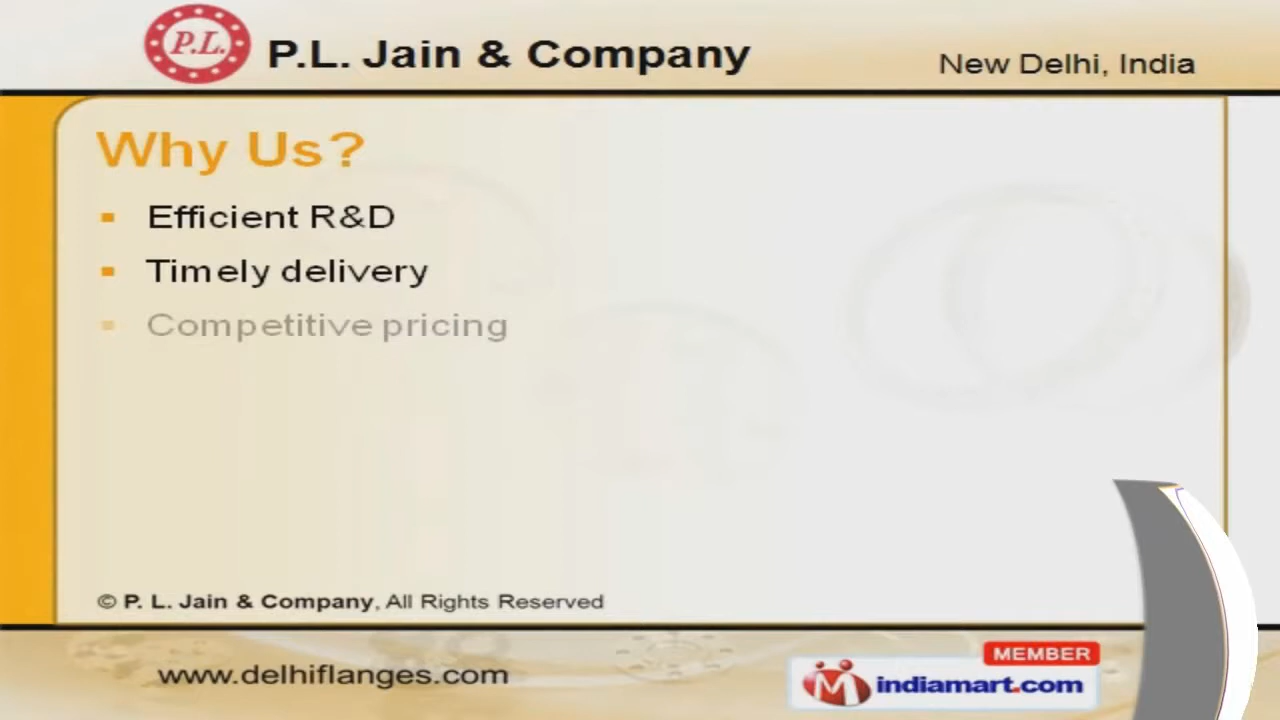 P.L.
P.L. Jain & Company
New Delhi, India
Why Us?
Efficient R&D
Timely delivery
Competitive pricing
© P. L. Jain & Company, All Rights Reserved
www.delhiflanges.com
MEMBER
indiamart.com